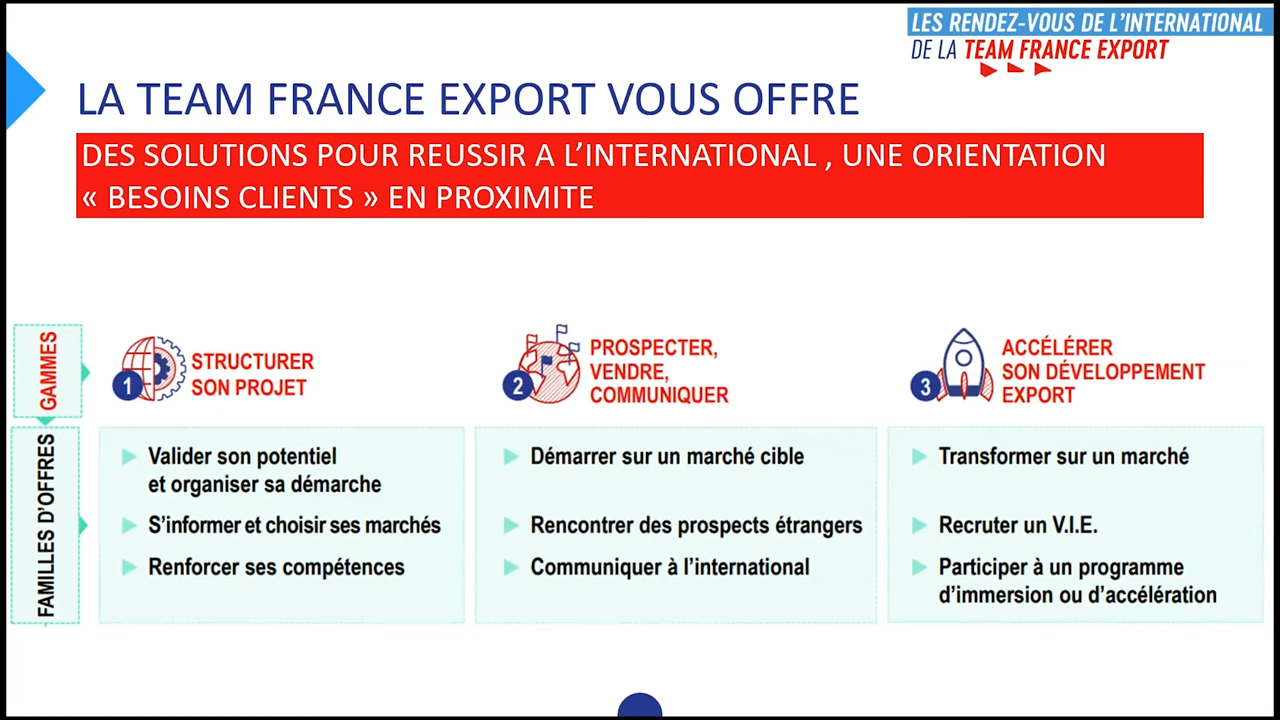 LES RENDEZ-VOUS DE L'INTERNATIONAL
DE LA TEAM FRANCE EXPORT
LA TEAM FRANCE EXPORT VOUS OFFRE
DES SOLUTIONS POUR REUSSIR A L'INTERNATIONAL , UNE ORIENTATION
« BESOINS CLIENTS » EN PROXIMITE
GAMMES
1
STRUCTURER
SON PROJET
2
PROSPECTER,
VENDRE,
COMMUNIQUER
3
ACCÉLÉRER
SON DÉVELOPPEMENT
EXPORT
FAMILLES D'OFFRES
Valider son potentiel
et organiser sa démarche
S'informer et choisir ses marchés
Renforcer ses compétences
Démarrer sur un marché cible
Rencontrer des prospects étrangers
Communiquer à l'international
Transformer sur un marché
Recruter un V.I.E.
Participer à un programme
d'immersion ou d'accélération